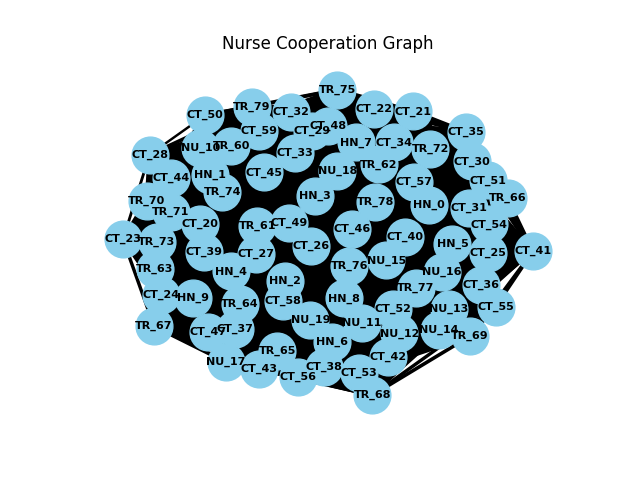 Nurse Cooperation Graph
TR_75
TR_79
CT_32
CT_22
CT_21
CT_50
CT_48
CT_29
CT_59
CT_35
HN_7
CT_34
TR_60
NU_10
TR_72
CT_33
CT_28
CT_30
TR_62
NU_18
CT_45
HN_1
CT_44
CT_57
CT_51
TR_74
HN_3
TR_66
TR_70
TR_78
HN_0
CT_31
TR_71
CT_20
CT_49
TR_61
CT_54
CT_46
CT_40
CT_23
TR_73
HN_5
CT_26
CT_41
CT_39
CT_27
CT_25
NU_15
TR_76
TR_63
HN_4
NU_16
HN_2
CT_36
TR_77
CT_24
HN_9
HN_8
CT_58
TR_64
CT_55
CT_52
NU_13
NU_19
NU_11
TR_67
CT_37
CT_47
NU_14
NU_12
TR_69
HN_6
TR_65
CT_42
NU_17
CT_38
CT_43
CT_53
CT_56
TR_68